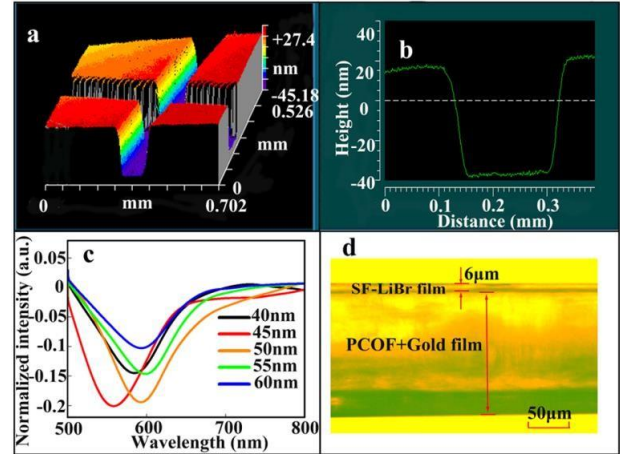 a
+27.4
nm
-45.18
0.526
mm
0
0
mm
0.702
b
Height (nm)
40
20
0
-20
-40
0
0.1
0.2
0.3
Distance (mm)
c
Normalized intensity (a.u.)
0
-0.05
-0.1
-0.15
-0.2
40nm
45nm
50nm
55nm
60nm
500
600
700
800
Wavelength (nm)
d
6μm
SF-LiBr film
PCOF+Gold film
50μm